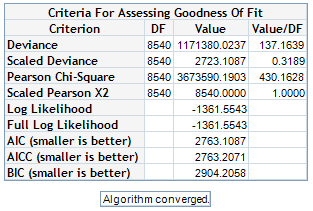 Criteria For Assessing Goodness Of Fit
Criterion DF Value Value/DF
Deviance 8540 1171380.0237 137.1639
Scaled Deviance 8540 2723.1087 0.3189
Pearson Chi-Square 8540 3673590.1903 430.1628
Scaled Pearson X2 8540 8540.0000 1.0000
Log Likelihood -1361.5543
Full Log Likelihood -1361.5543
AIC (smaller is better) 2763.1087
AICC (smaller is better) 2763.2071
BIC (smaller is better) 2904.2058
Algorithm converged.